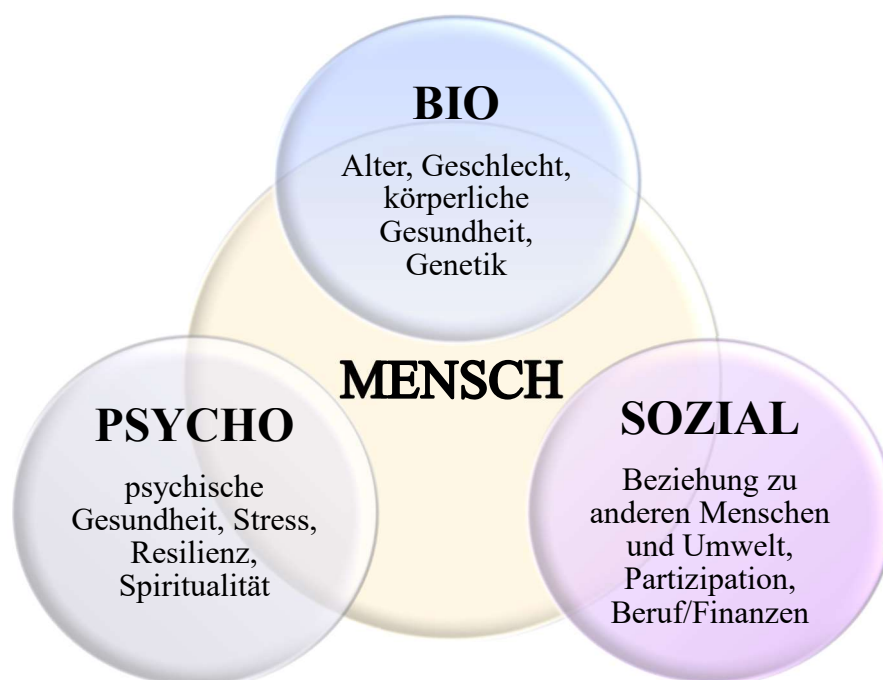 BIO
Alter, Geschlecht,
körperliche
Gesundheit,
Genetik
MENSCH
PSYCHO
psychische
Gesundheit, Stress,
Resilienz,
Spiritualität
SOZIAL
Beziehung zu
anderen Menschen
und Umwelt,
Partizipation,
Beruf/Finanzen